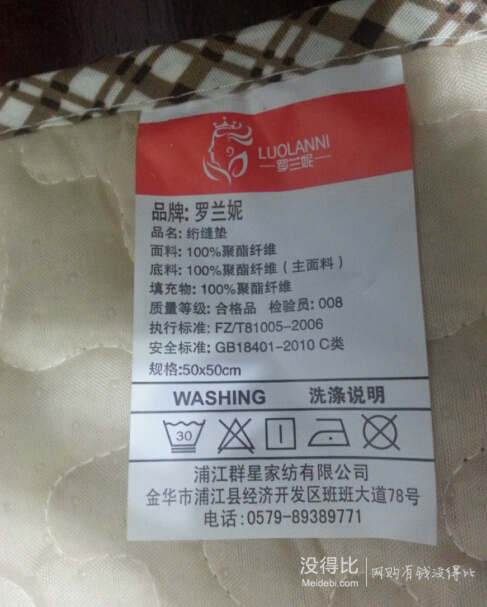 LUOLANNI
罗兰妮
品牌: 罗兰妮
品名: 绗缝垫
面料: 100%聚酯纤维
底料: 100%聚酯纤维(主面料)
填充物: 100%聚酯纤维
质量等级: 合格品 检验员: 008
执行标准: FZ/T81005-2006
安全标准: GB18401-2010 C类
规格:50x50cm
WASHING 洗涤说明
30
浦江群星家纺有限公司
金华市浦江县经济开发区班班大道78号
电话:0579-89389771
没得比 网购有钱没得比
Meidebi.com